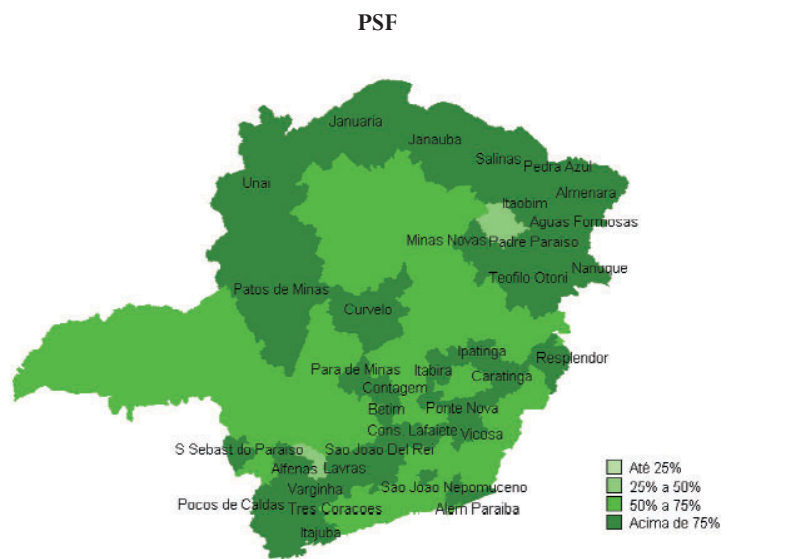 PSF
Januaria
Janauba
Salinas
Pedra Azul
Unai
Almenara
Itaobim
Aguas Formosas
Minas Novas
Padre Paraiso
Nanuque
Teofilo Otoni
Patos de Minas
Curvelo
Ipatinga
Resplendor
Para de Minas
Itabira
Caratinga
Contagem
Betim
Ponte Nova
Cons. Lafaiete
Vicosa
S Sebast do Paraiso
Sao Joao Del Rei
Alfenas
Lavras
Varginha
Sao Joao Nepomuceno
Pocos de Caldas
Tres Coracoes
Alem Paraiba
Itajuba
Até 25%
25% a 50%
50% a 75%
Acima de 75%